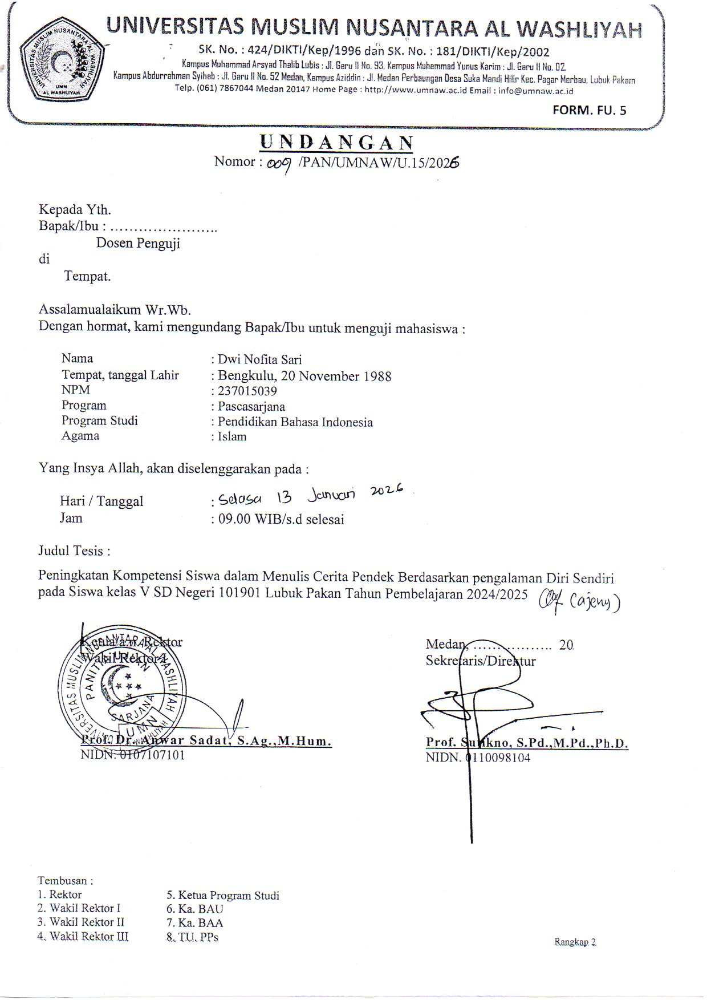 UNIVERSITAS MUSLIM NUSANTARA AL WASHLIYAH
SK. No. : 424/DIKTI/Kep/1996 dan SK. No. : 181/DIKTI/Kep/2002
Kampus Muhammad Arsyad Thalib Lubis : Jl. Garu II No. 93, Kampus Muhammad Yunus Karim : Jl. Garu II No. 02,
Kampus Abdurrahman Syihab : Jl. Garu II No. 52 Medan, Kampus Aziddin : Jl. Medan Perbaungan Desa Suka Mandi Hilir Kec. Pagar Merbau, Lubuk Pakam
Telp. (061) 7867044 Medan 20147 Home Page : http://www.umnaw.ac.id Email : info@umnaw.ac.id
UNIVERSITAS MUSLIM NUSANTARA AL WASHLIYAH
UMN
AL WASHLIYAH
FORM. FU. 5
UNDANGAN
Nomor : 009 /PAN/UMNAW/U.15/2026
Kepada Yth.
Bapak/Ibu : …………………..
Dosen Penguji
di
Tempat.
Assalamualaikum Wr.Wb.
Dengan hormat, kami mengundang Bapak/Ibu untuk menguji mahasiswa :
Nama : Dwi Nofita Sari
Tempat, tanggal Lahir : Bengkulu, 20 November 1988
NPM : 237015039
Program : Pascasarjana
Program Studi : Pendidikan Bahasa Indonesia
Agama : Islam
Yang Insya Allah, akan diselenggarakan pada :
Hari / Tanggal : Selasa 13 Januari 2026
Jam : 09.00 WIB/s.d selesai
Judul Tesis :
Peningkatan Kompetensi Siswa dalam Menulis Cerita Pendek Berdasarkan pengalaman Diri Sendiri
pada Siswa kelas V SD Negeri 101901 Lubuk Pakan Tahun Pembelajaran 2024/2025 (ajeng)
Ketua/a.n. Rektor
Wakil Rektor I
UNIVERSITAS MUSLIM NUSANTARA AL WASHLIYAH
PANITIA UJIAN
SARJANA
UMN
WASHLIYAH
Prof. Dr. Anwar Sadat, S.Ag.,M.Hum.
NIDN. 0107107101
Medan, …………….. 20
Sekretaris/Direktur
Prof. Sutikno, S.Pd.,M.Pd.,Ph.D.
NIDN. 0110098104
Tembusan :
1. Rektor
2. Wakil Rektor I
3. Wakil Rektor II
4. Wakil Rektor III
5. Ketua Program Studi
6. Ka. BAU
7. Ka. BAA
8. TU. PPs
Rangkap 2